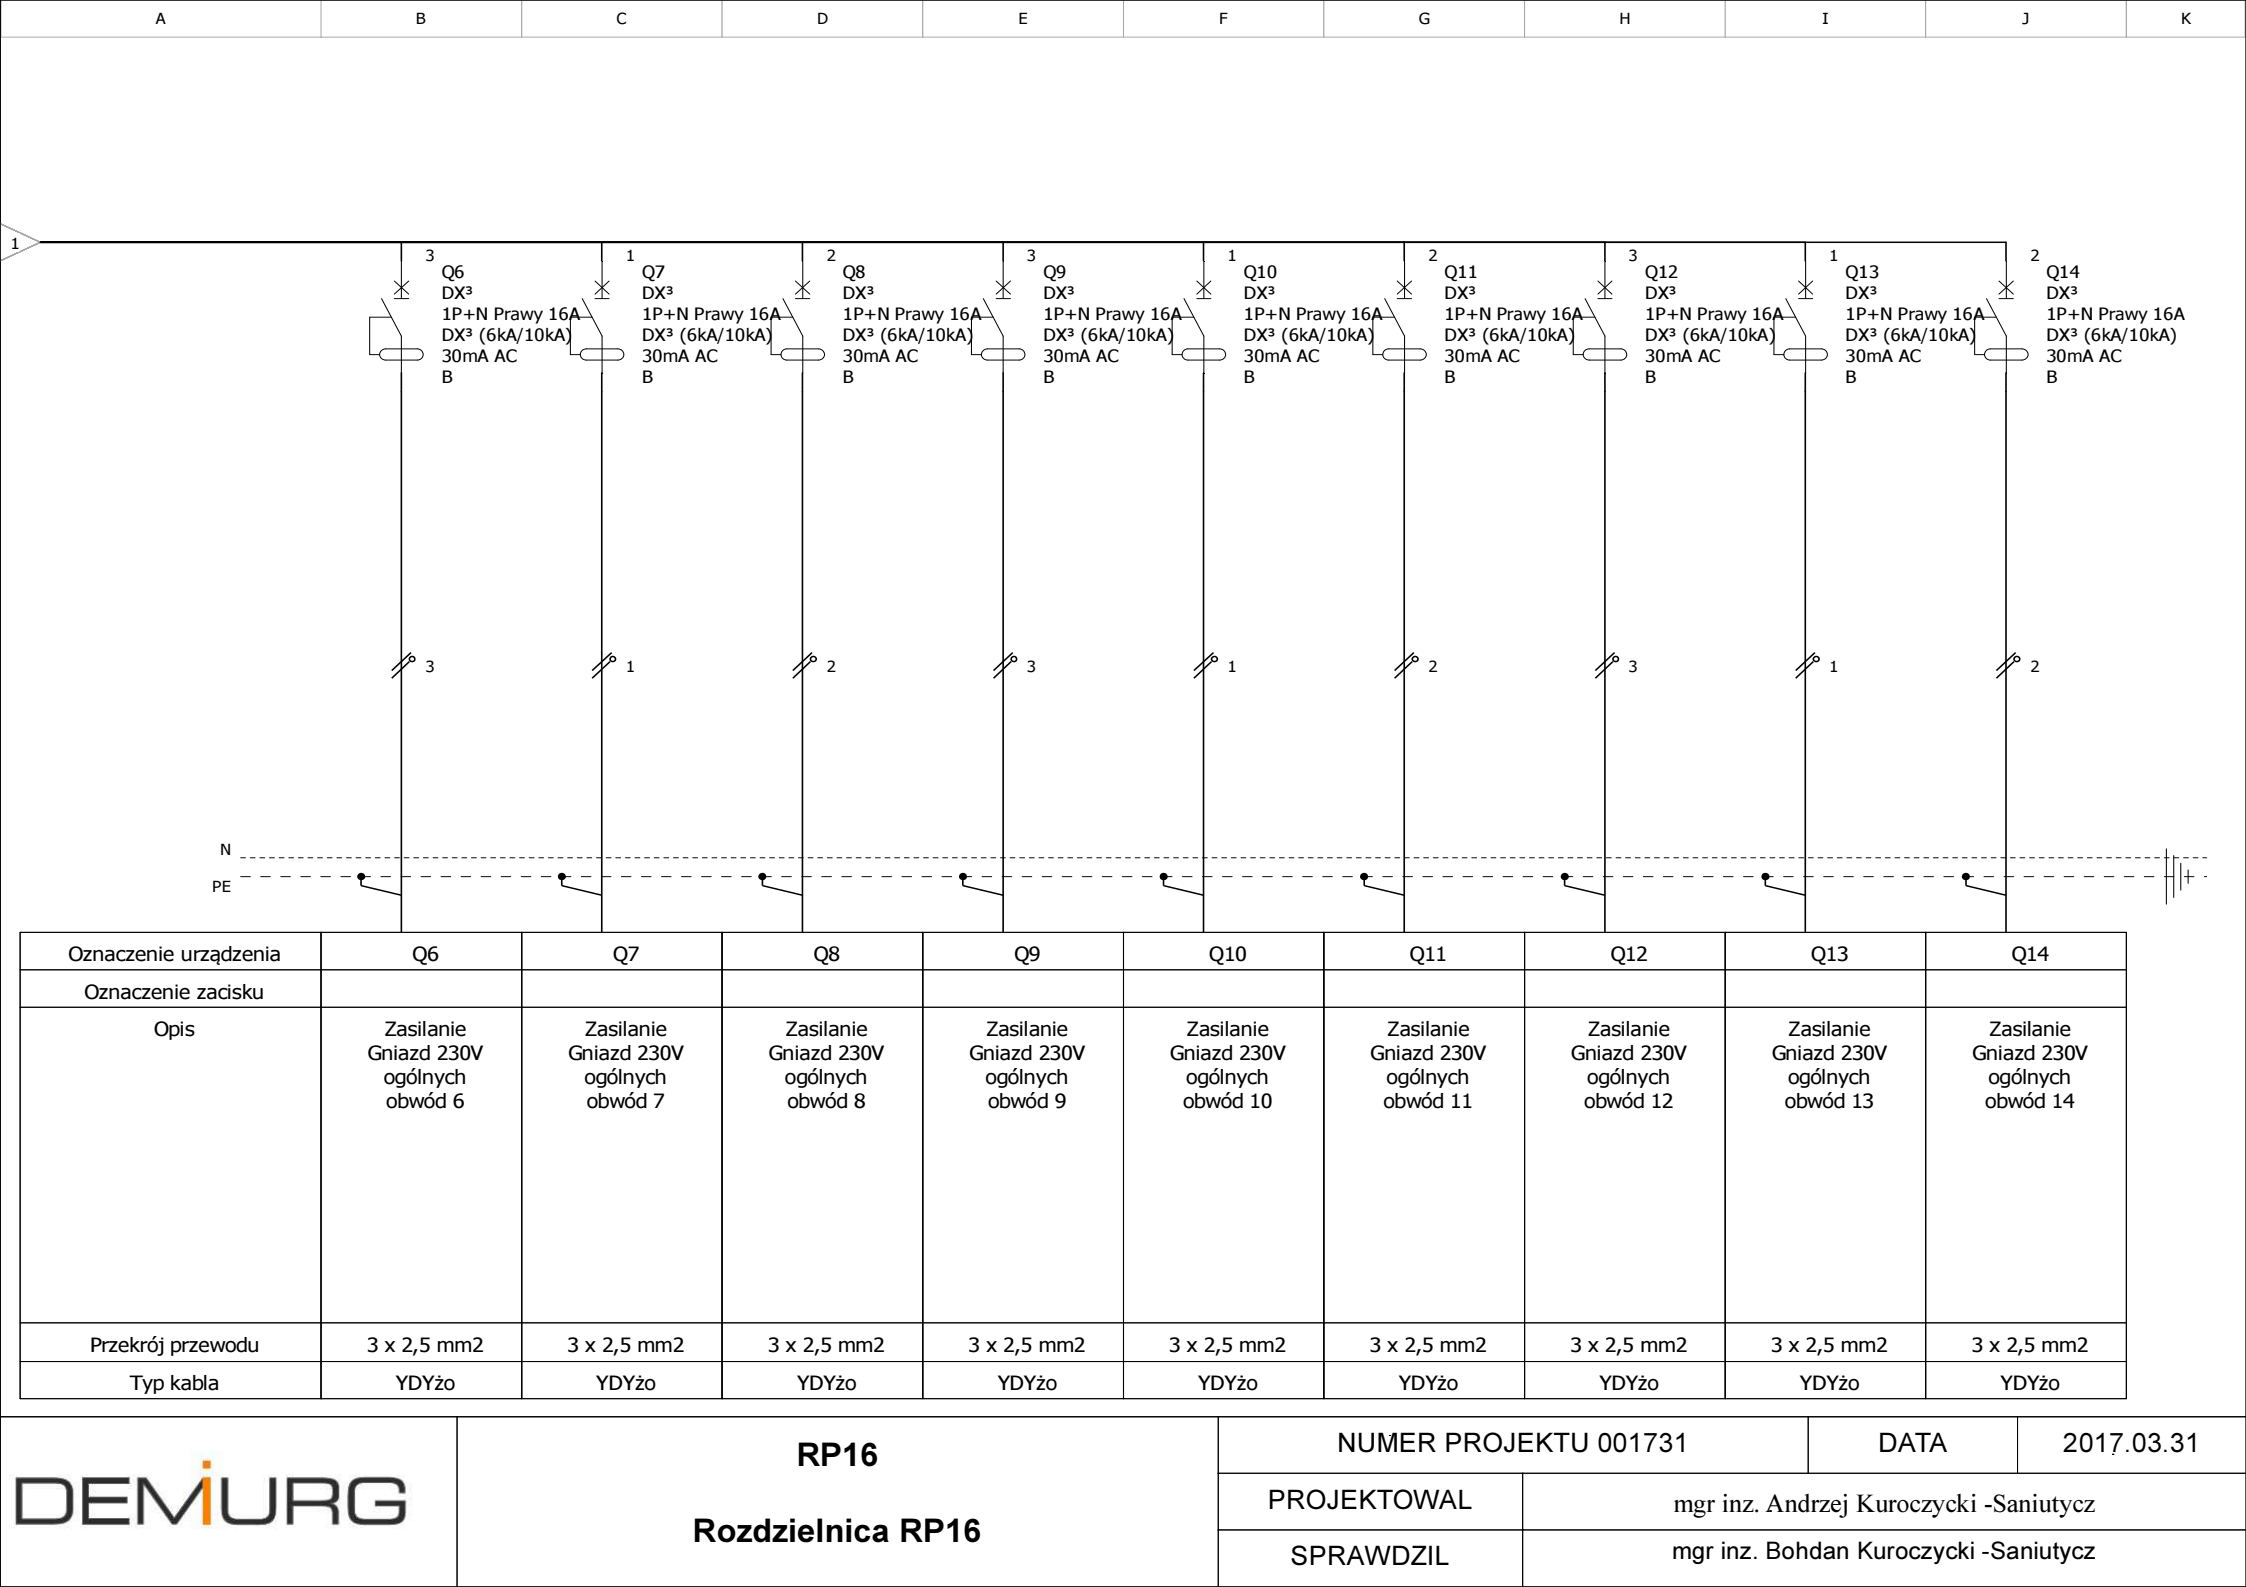 A B C D E F G H I J K
1
3 1 2 3 1 2 3 1 2
Q6 Q7 Q8 Q9 Q10 Q11 Q12 Q13 Q14
DX³ DX³ DX³ DX³ DX³ DX³ DX³ DX³ DX³
1P+N Prawy 16A 1P+N Prawy 16A 1P+N Prawy 16A 1P+N Prawy 16A 1P+N Prawy 16A 1P+N Prawy 16A 1P+N Prawy 16A 1P+N Prawy 16A 1P+N Prawy 16A
DX³ (6kA/10kA) DX³ (6kA/10kA) DX³ (6kA/10kA) DX³ (6kA/10kA) DX³ (6kA/10kA) DX³ (6kA/10kA) DX³ (6kA/10kA) DX³ (6kA/10kA) DX³ (6kA/10kA)
30mA AC 30mA AC 30mA AC 30mA AC 30mA AC 30mA AC 30mA AC 30mA AC 30mA AC
B B B B B B B B B
3 1 2 3 1 2 3 1 2
N
PE
Oznaczenie urządzenia Q6 Q7 Q8 Q9 Q10 Q11 Q12 Q13 Q14
Oznaczenie zacisku
Opis Zasilanie Zasilanie Zasilanie Zasilanie Zasilanie Zasilanie Zasilanie Zasilanie Zasilanie
Gniazd 230V Gniazd 230V Gniazd 230V Gniazd 230V Gniazd 230V Gniazd 230V Gniazd 230V Gniazd 230V Gniazd 230V
ogólnych ogólnych ogólnych ogólnych ogólnych ogólnych ogólnych ogólnych ogólnych
obwód 6 obwód 7 obwód 8 obwód 9 obwód 10 obwód 11 obwód 12 obwód 13 obwód 14
Przekrój przewodu 3 x 2,5 mm2 3 x 2,5 mm2 3 x 2,5 mm2 3 x 2,5 mm2 3 x 2,5 mm2 3 x 2,5 mm2 3 x 2,5 mm2 3 x 2,5 mm2 3 x 2,5 mm2
Typ kabla YDYżo YDYżo YDYżo YDYżo YDYżo YDYżo YDYżo YDYżo YDYżo
DEMiURG
RP16
Rozdzielnica RP16
NUMER PROJEKTU 001731 DATA 2017.03.31
PROJEKTOWAL mgr inz. Andrzej Kuroczycki -Saniutycz
SPRAWDZIL mgr inz. Bohdan Kuroczycki -Saniutycz